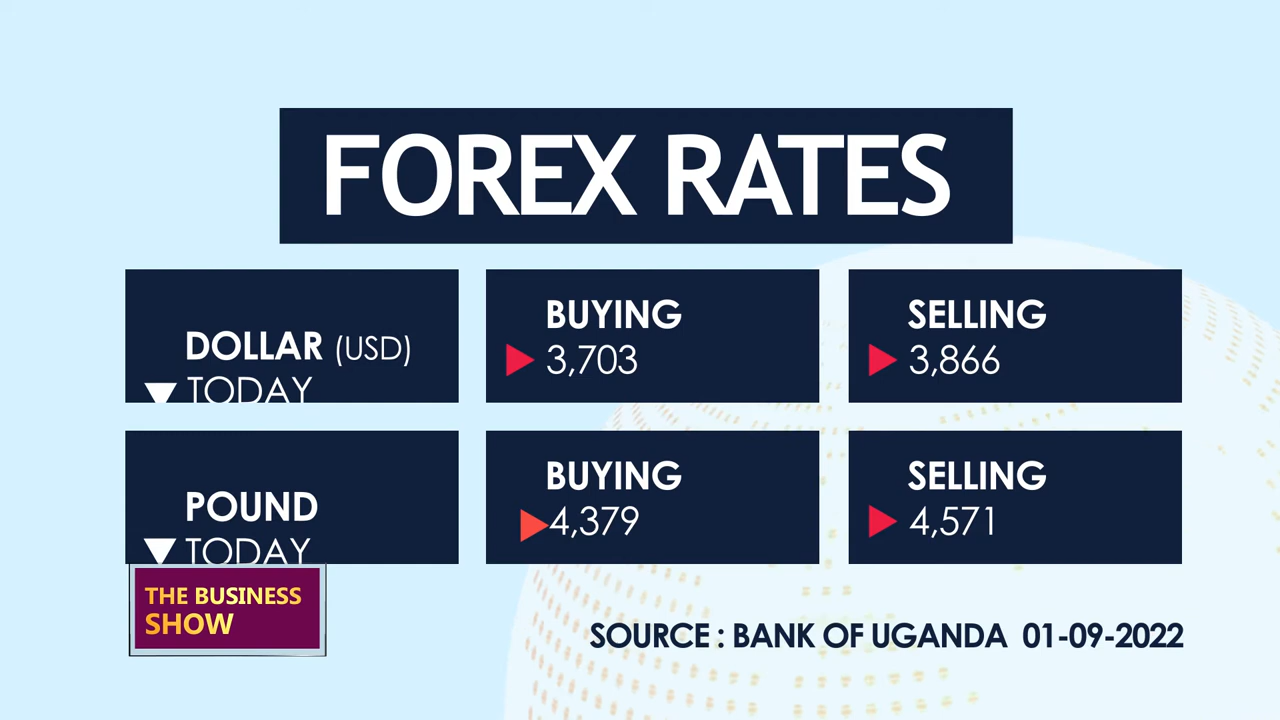 FOREX RATES
DOLLAR (USD)
TODAY
BUYING
3,703
SELLING
3,866
POUND
TODAY
BUYING
4,379
SELLING
4,571
THE BUSINESS
SHOW
SOURCE : BANK OF UGANDA 01-09-2022